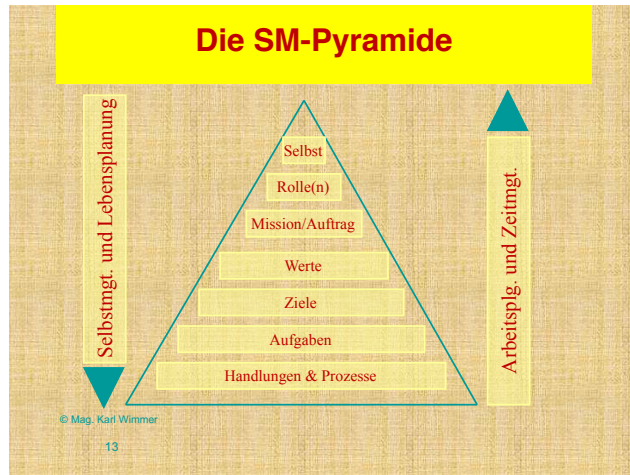 Die SM-Pyramide
Selbstmgt. und Lebensplanung
Selbst
Rolle(n)
Mission/Auftrag
Werte
Ziele
Aufgaben
Handlungen & Prozesse
Arbeitsplg. und Zeitmgt.
© Mag. Karl Wimmer
13